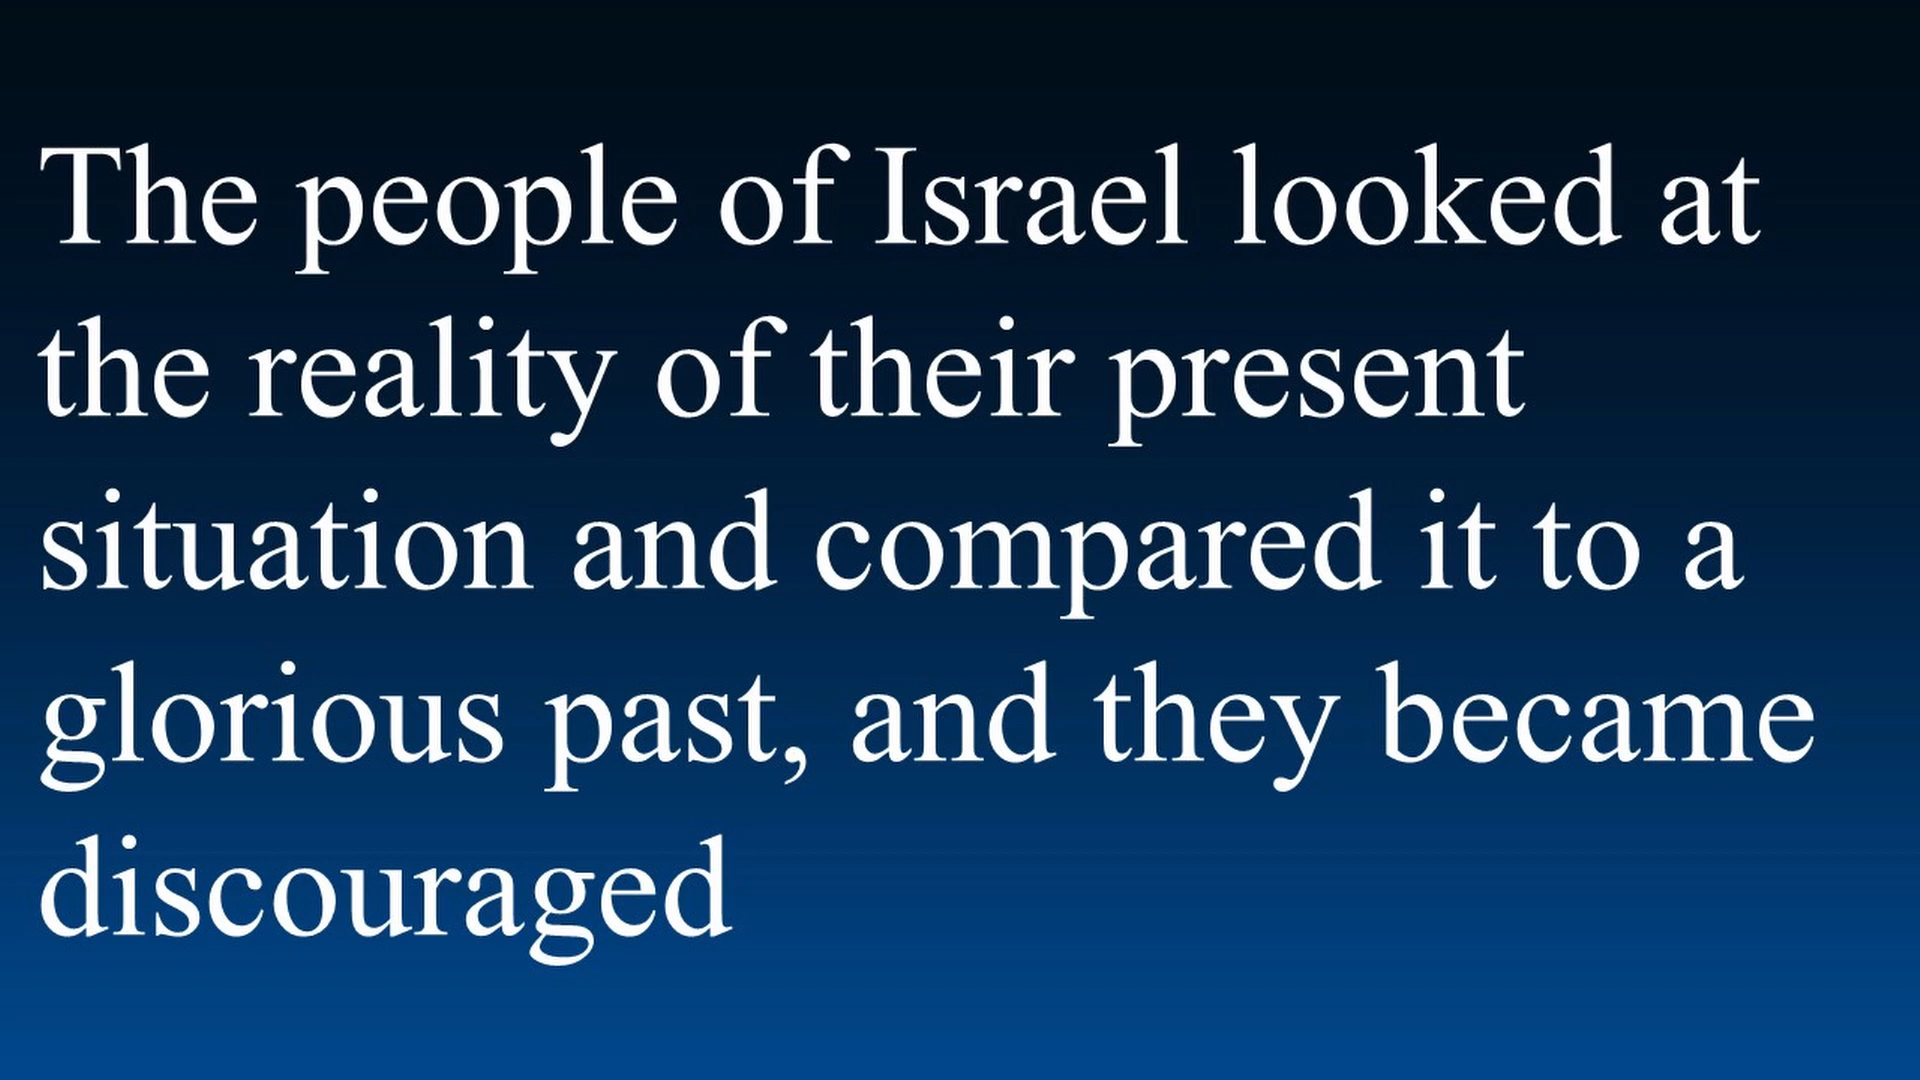 The people of Israel looked at
the reality of their present
situation and compared it to a
glorious past, and they became
discouraged